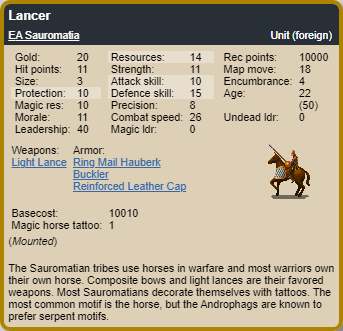 Lancer
EA Sauromatia Unit (foreign)
Gold: 20 Resources: 14 Rec points: 10000
Hit points: 11 Strength: 11 Map move: 18
Size: 3 Attack skill: 10 Encumbrance: 4
Protection: 10 Defence skill: 15 Age: 22
Magic res: 10 Precision: 8 (50)
Morale: 11 Combat speed: 26 Undead ldr: 0
Leadership: 40 Magic ldr: 0
Weapons: Armor:
Light Lance Ring Mail Hauberk
Buckler
Reinforced Leather Cap
Basecost: 10010
Magic horse tattoo: 1
(Mounted)
The Sauromatian tribes use horses in warfare and most warriors own
their own horse. Composite bows and light lances are their favored
weapons. Most Sauromatians decorate themselves with tattoos. The
most common motif is the horse, but the Androphags are known to
prefer serpent motifs.